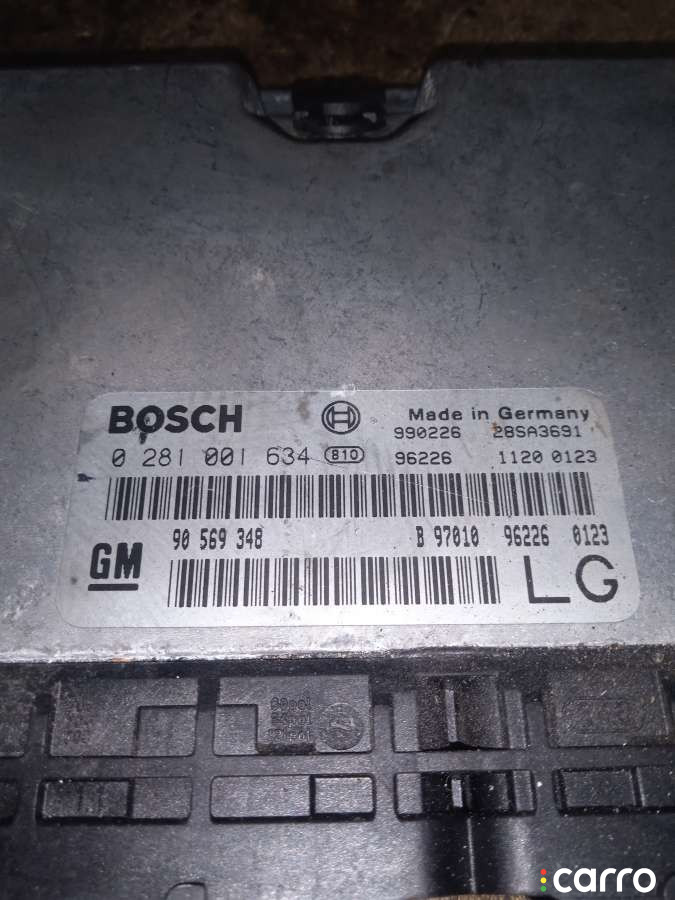 BOSCH Made in Germany
990226 28SA3691
0 281 001 634 810 96226 1120 0123
90 569 348 B 97010 96226 0123
GM LG
carro